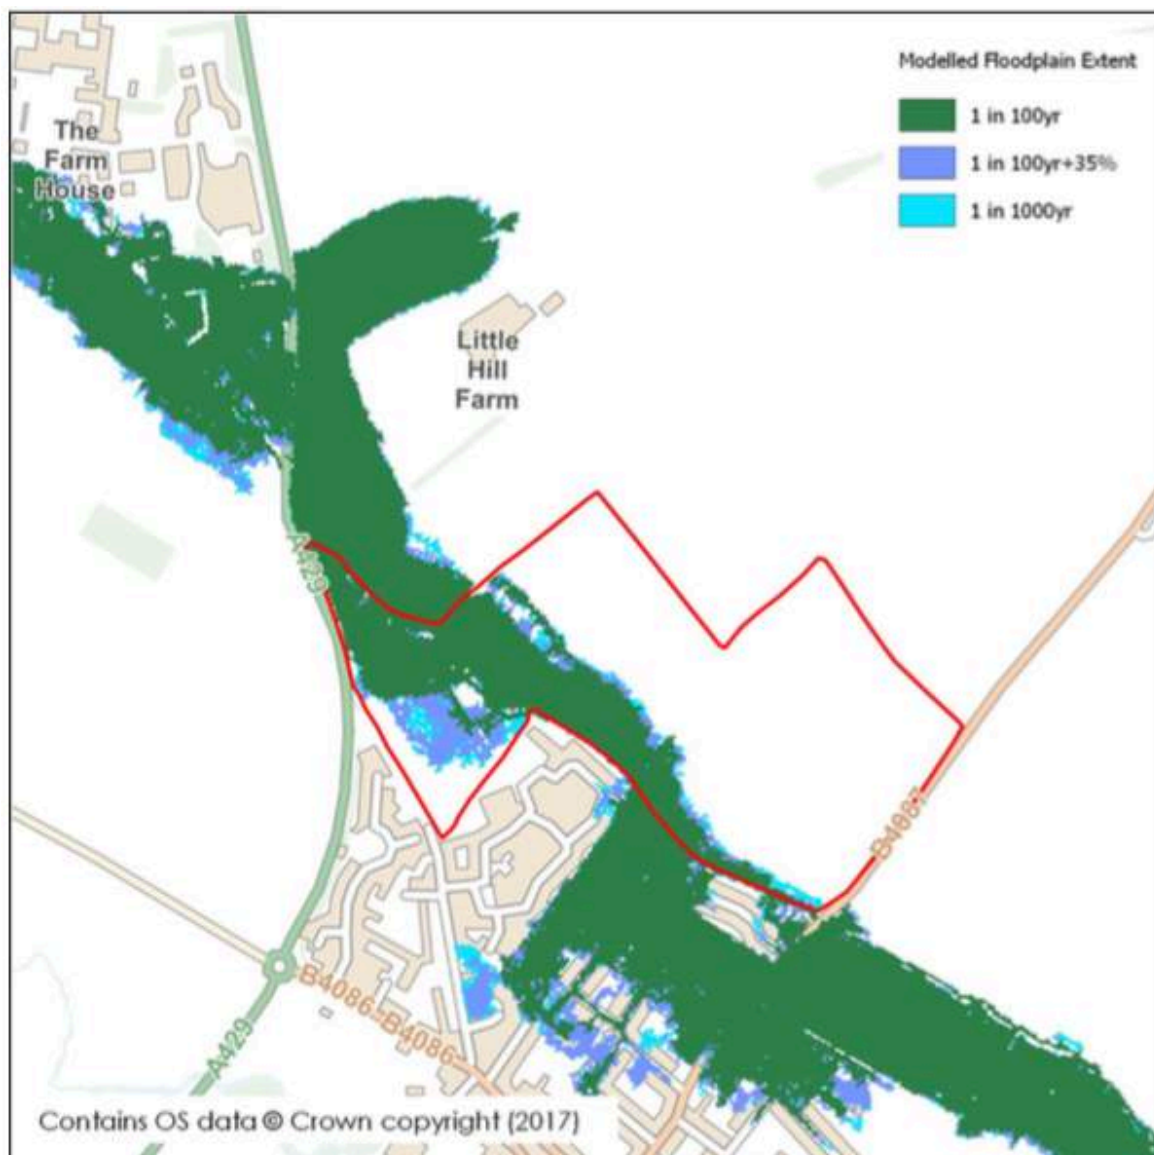 Modelled Floodplain Extent
1 in 100yr
1 in 100yr+35%
1 in 1000yr
The
Farm
House
Little
Hill
Farm
A429
B4087
B4086
B4086
A429
Contains OS data © Crown copyright (2017)